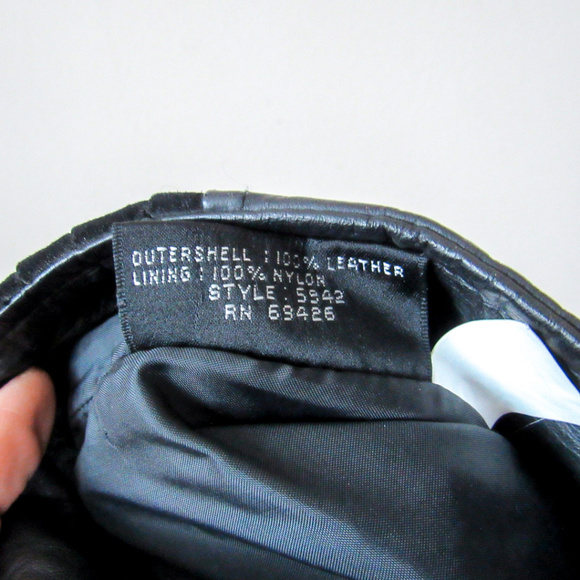 OUTERSHELL : 100% LEATHER
LINING : 100% NYLON
STYLE : 5942
RN 69426